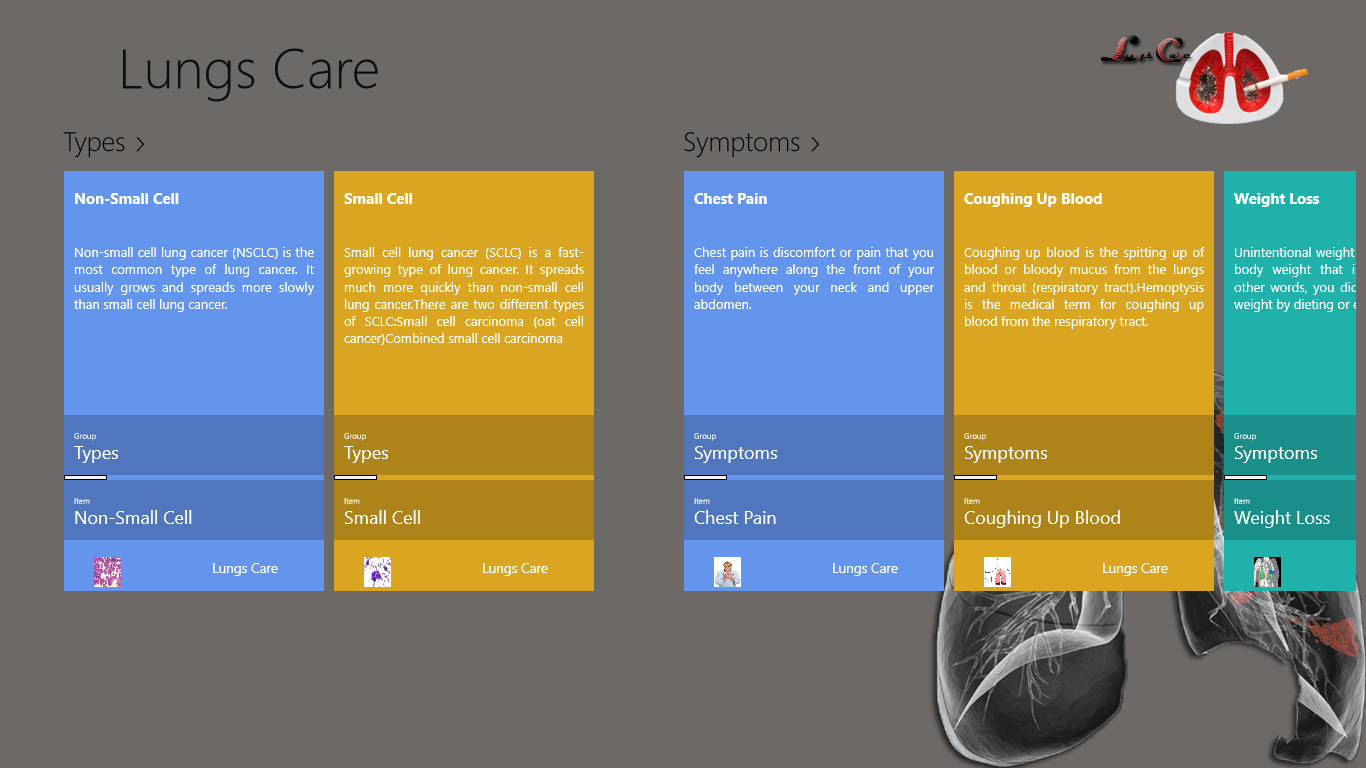 Lungs Care
Lungs Care
Types >
Symptoms >
Non-Small Cell
Non-small cell lung cancer (NSCLC) is the
most common type of lung cancer. It
usually grows and spreads more slowly
than small cell lung cancer.
Group
Types
Item
Non-Small Cell
Lungs Care
Small Cell
Small cell lung cancer (SCLC) is a fast-
growing type of lung cancer. It spreads
much more quickly than non-small cell
lung cancer.There are two different types
of SCLC:Small cell carcinoma (oat cell
cancer)Combined small cell carcinoma
Group
Types
Item
Small Cell
Lungs Care
Chest Pain
Chest pain is discomfort or pain that you
feel anywhere along the front of your
body between your neck and upper
abdomen.
Group
Symptoms
Item
Chest Pain
Lungs Care
Coughing Up Blood
Coughing up blood is the spitting up of
blood or bloody mucus from the lungs
and throat (respiratory tract).Hemoptysis
is the medical term for coughing up
blood from the respiratory tract.
Group
Symptoms
Item
Coughing Up Blood
Lungs Care
Weight Loss
Unintentional weight
body weight that
other words, you
weight by dieting or
Group
Symptoms
Item
Weight Loss